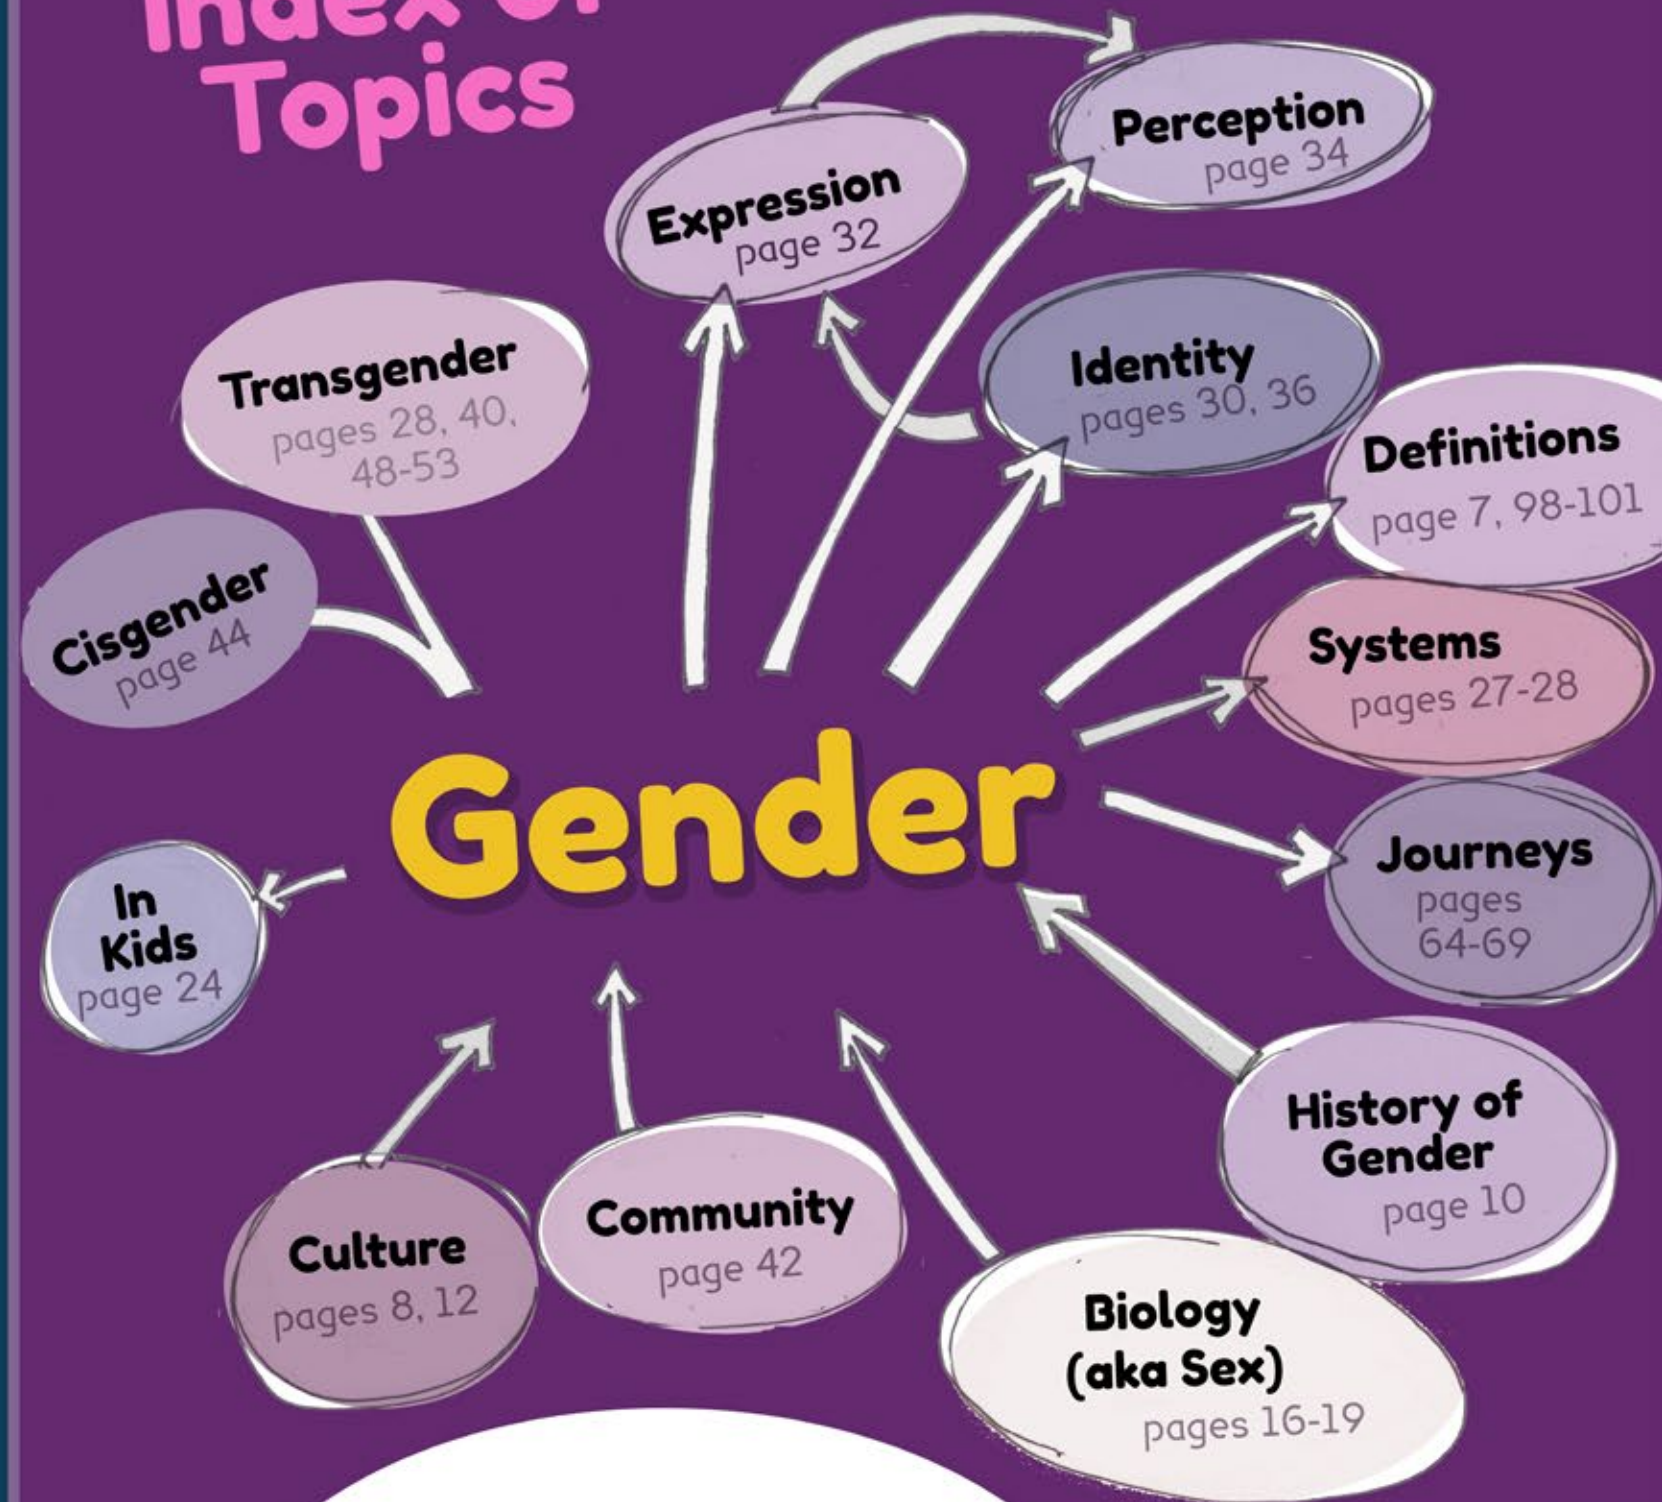 Index of
Topics
Perception
page 34
Expression
page 32
Transgender
pages 28, 40,
48-53
Identity
pages 30, 36
Definitions
page 7, 98-101
Cisgender
page 44
Systems
pages 27-28
Gender
Journeys
pages
64-69
In
Kids
page 24
History of
Gender
page 10
Culture
pages 8, 12
Community
page 42
Biology
(aka Sex)
pages 16-19